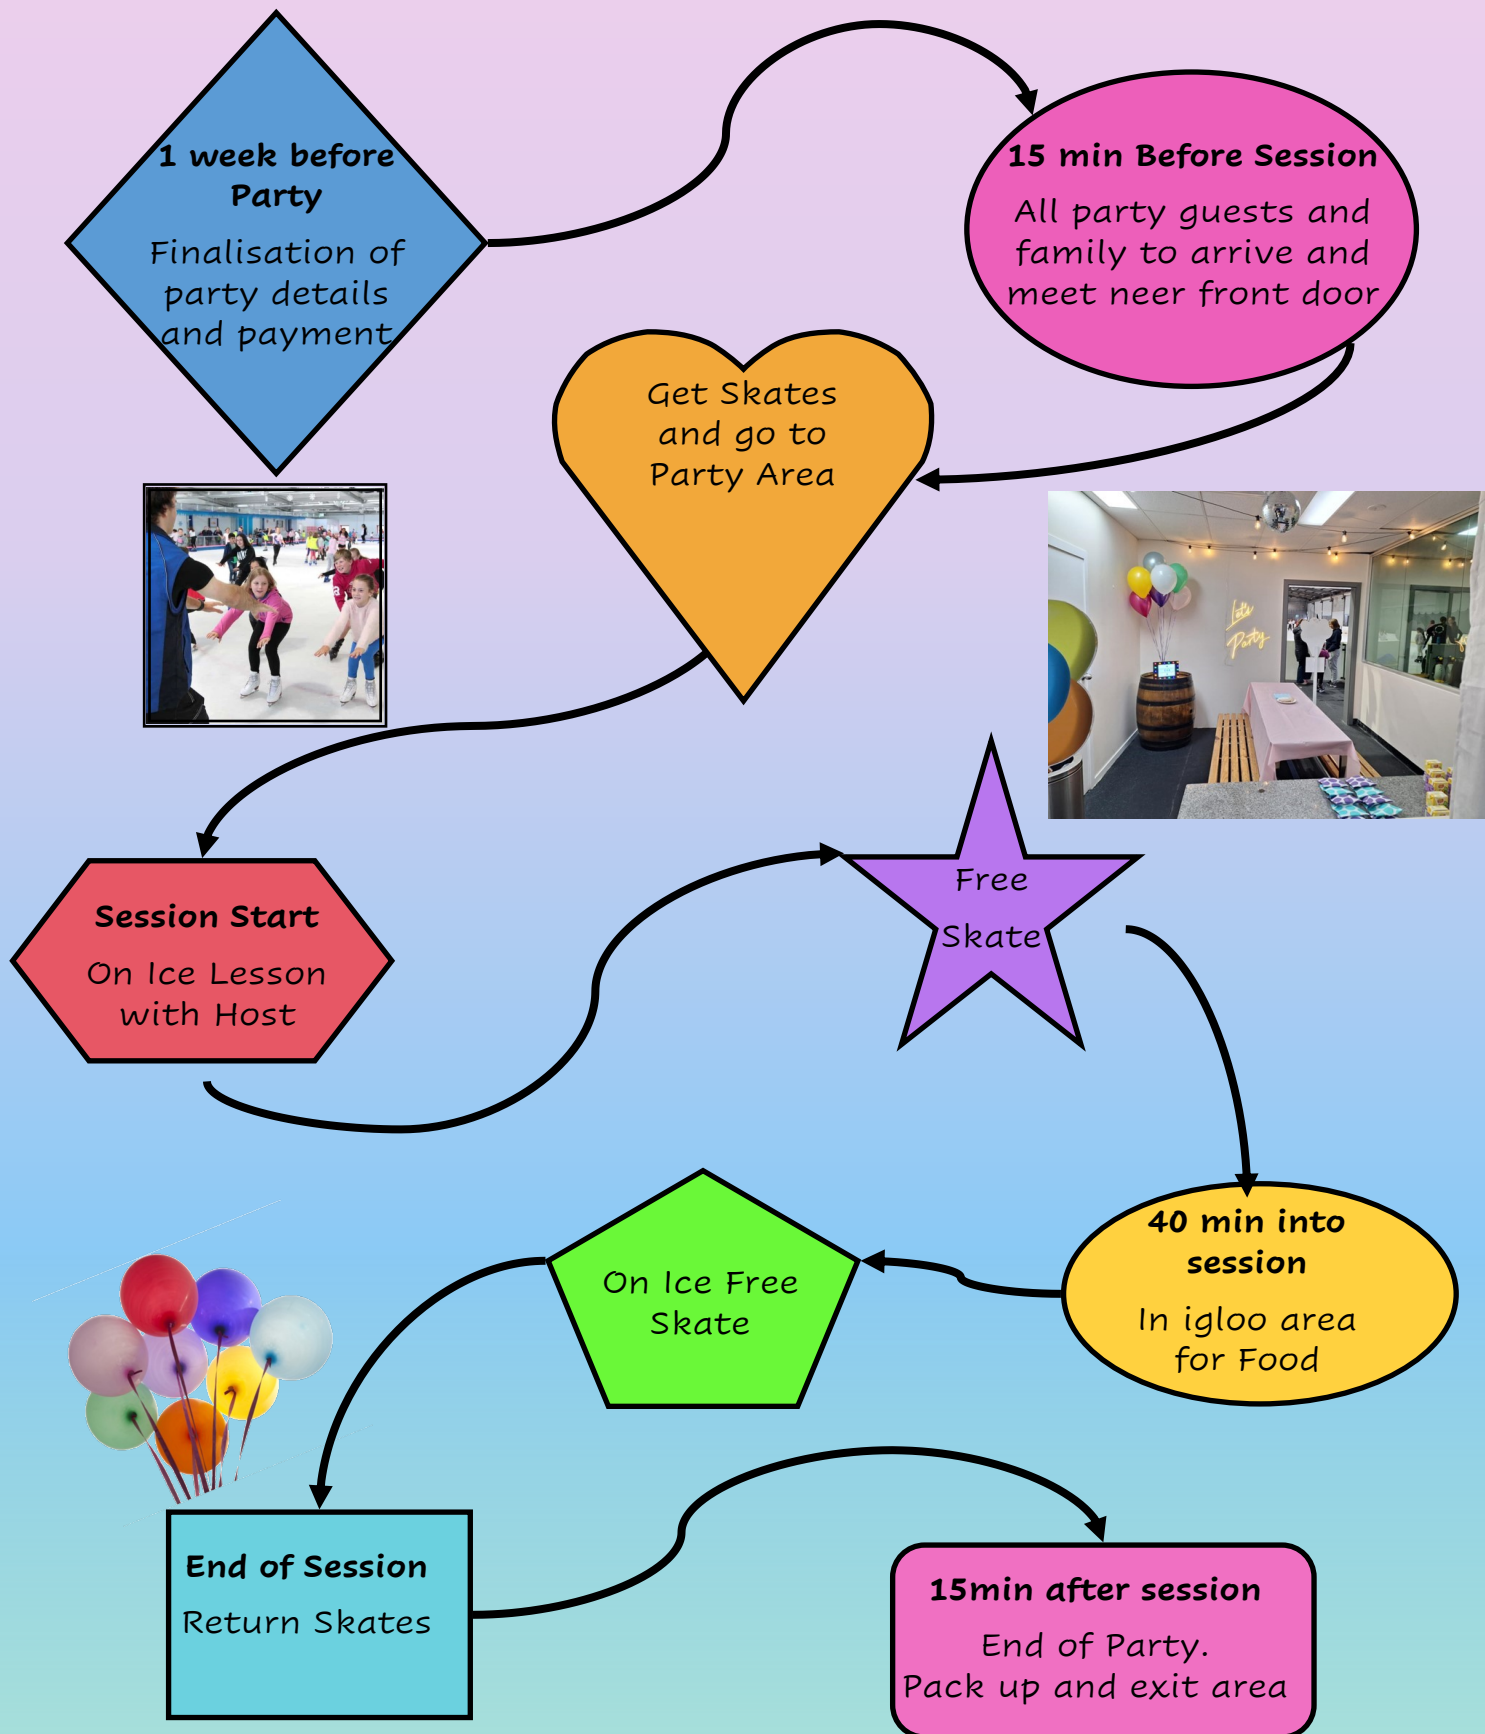 1 week before
Party
Finalisation of
party details
and payment
15 min Before Session
All party guests and
family to arrive and
meet neer front door
Get Skates
and go to
Party Area
Let's
Party
Session Start
On Ice Lesson
with Host
Free
Skate
40 min into
session
In igloo area
for Food
On Ice Free
Skate
End of Session
Return Skates
15min after session
End of Party.
Pack up and exit area